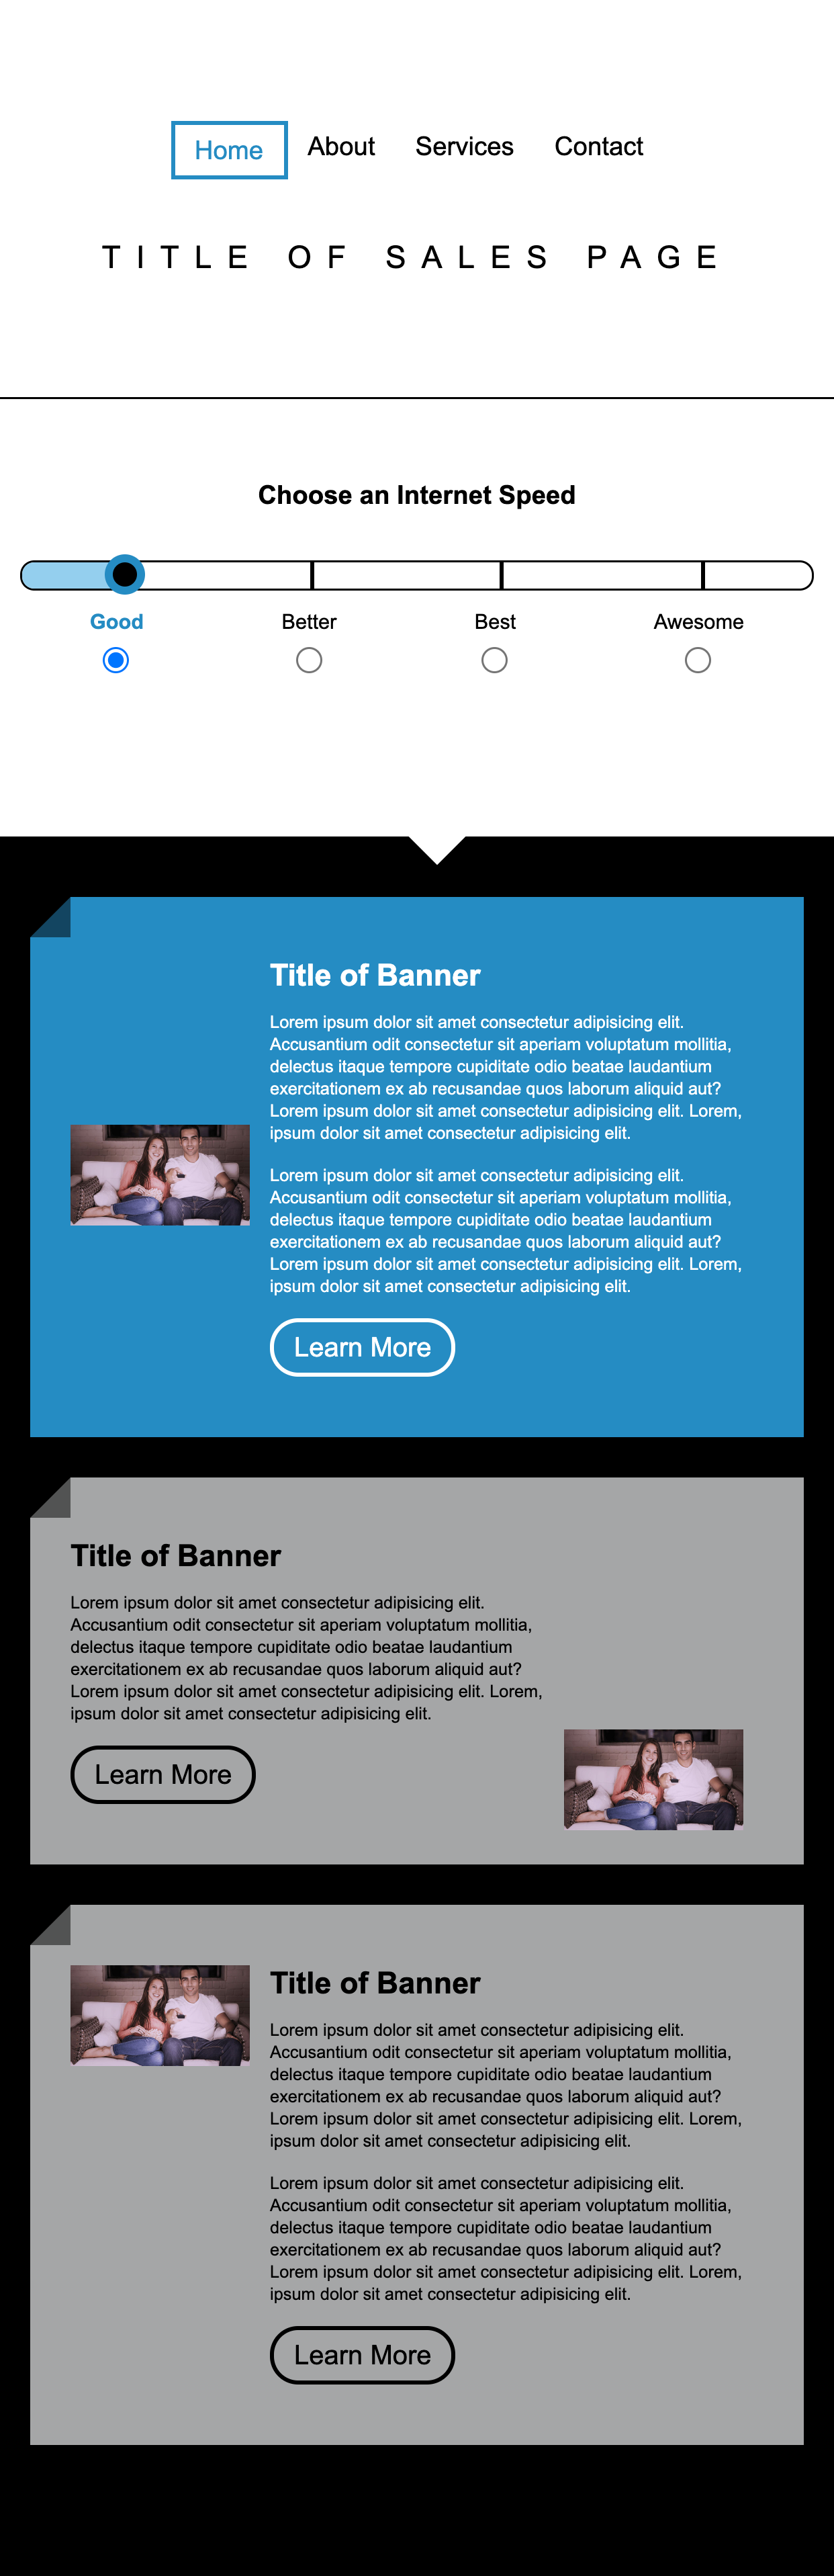 Home About Services Contact
TITLE OF SALES PAGE
Choose an Internet Speed
Good Better Best Awesome
Title of Banner
Lorem ipsum dolor sit amet consectetur adipisicing elit.
Accusantium odit consectetur sit aperiam voluptatum mollitia,
delectus itaque tempore cupiditate odio beatae laudantium
exercitationem ex ab recusandae quos laborum aliquid aut?
Lorem ipsum dolor sit amet consectetur adipisicing elit. Lorem,
ipsum dolor sit amet consectetur adipisicing elit.
Lorem ipsum dolor sit amet consectetur adipisicing elit.
Accusantium odit consectetur sit aperiam voluptatum mollitia,
delectus itaque tempore cupiditate odio beatae laudantium
exercitationem ex ab recusandae quos laborum aliquid aut?
Lorem ipsum dolor sit amet consectetur adipisicing elit. Lorem,
ipsum dolor sit amet consectetur adipisicing elit.
Learn More
Title of Banner
Lorem ipsum dolor sit amet consectetur adipisicing elit.
Accusantium odit consectetur sit aperiam voluptatum mollitia,
delectus itaque tempore cupiditate odio beatae laudantium
exercitationem ex ab recusandae quos laborum aliquid aut?
Lorem ipsum dolor sit amet consectetur adipisicing elit. Lorem,
ipsum dolor sit amet consectetur adipisicing elit.
Learn More
Title of Banner
Lorem ipsum dolor sit amet consectetur adipisicing elit.
Accusantium odit consectetur sit aperiam voluptatum mollitia,
delectus itaque tempore cupiditate odio beatae laudantium
exercitationem ex ab recusandae quos laborum aliquid aut?
Lorem ipsum dolor sit amet consectetur adipisicing elit. Lorem,
ipsum dolor sit amet consectetur adipisicing elit.
Lorem ipsum dolor sit amet consectetur adipisicing elit.
Accusantium odit consectetur sit aperiam voluptatum mollitia,
delectus itaque tempore cupiditate odio beatae laudantium
exercitationem ex ab recusandae quos laborum aliquid aut?
Lorem ipsum dolor sit amet consectetur adipisicing elit. Lorem,
ipsum dolor sit amet consectetur adipisicing elit.
Learn More